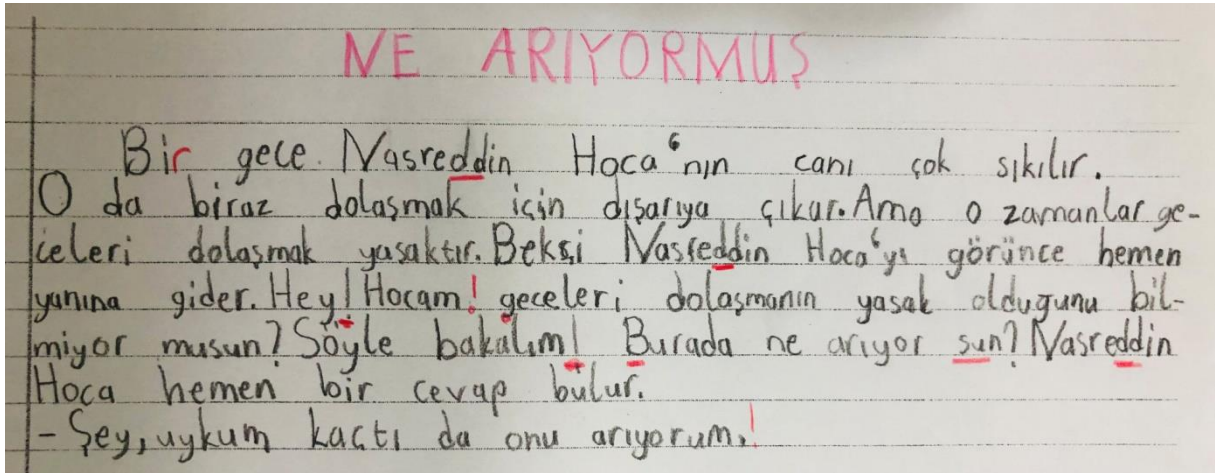 NE ARIYORMUŞ
Bir gece Nasreddin Hoca'nın canı çok sıkılır.
O da biraz dolaşmak için dışarıya çıkar. Ama o zamanlar ge-
celeri dolaşmak yasaktır. Bekçi Nasreddin Hoca'yı görünce hemen
yanına gider. Hey! Hocam! geceleri dolaşmanın yasak oldugunu bil-
miyor musun? Söyle bakalım! Burada ne arıyor sun? Nasreddin
Hoca hemen bir cevap bulur.
- Şey, uykum kaçtı da onu arıyorum.!